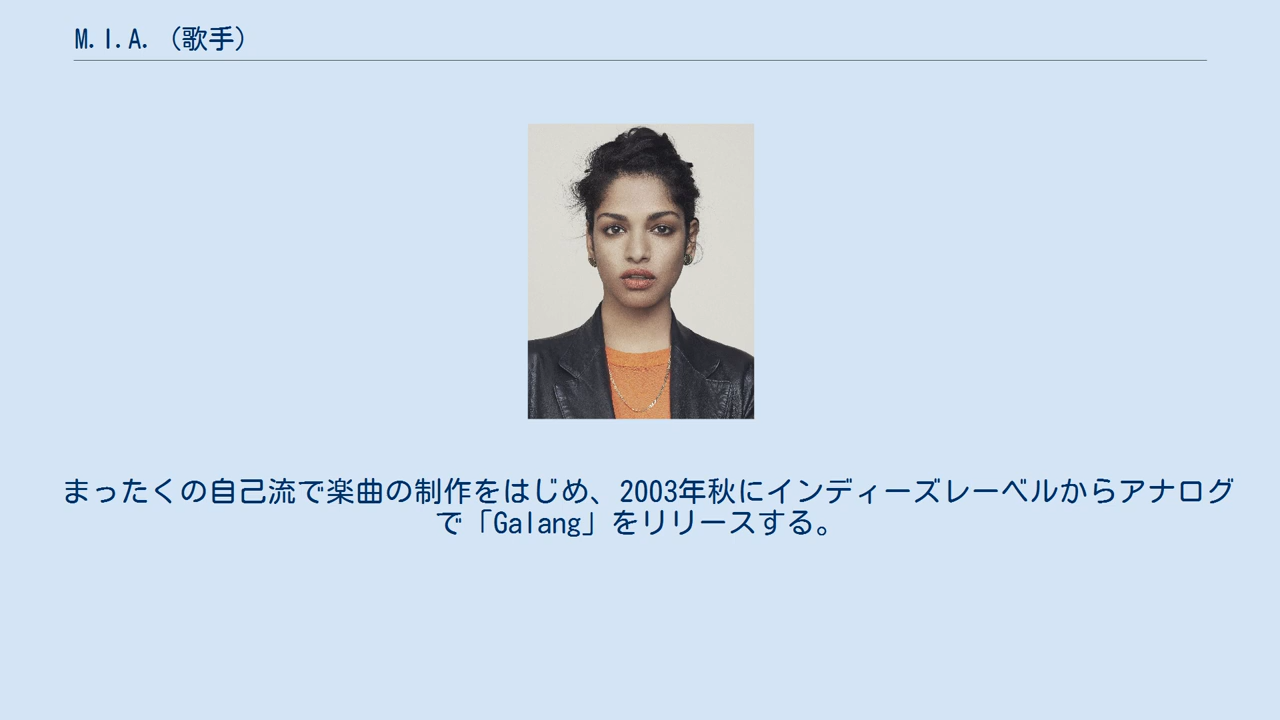 M.I.A.（歌手）
まったくの自己流で楽曲の制作をはじめ、2003年秋にインディーズレーベルからアナログ
で「Galang」をリリースする。